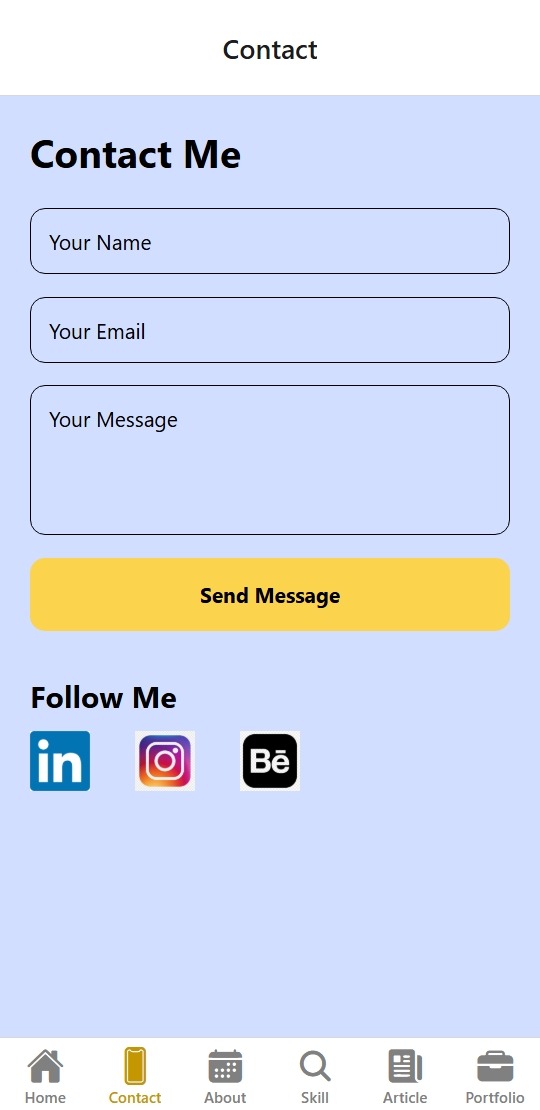 Contact
Contact Me
Your Name
Your Email
Your Message
Send Message
Follow Me
in
Bē
Home
Contact
About
Skill
Article
Portfolio